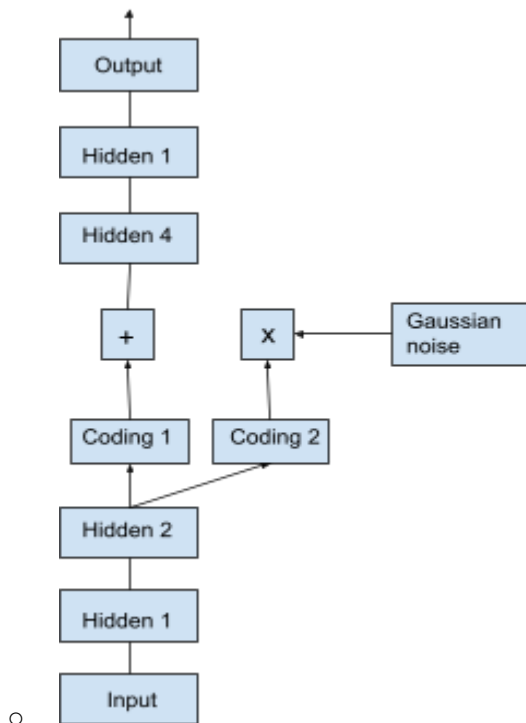 Output
Hidden 1
Hidden 4
+
x
Gaussian
noise
Coding 1
Coding 2
Hidden 2
Hidden 1
Input